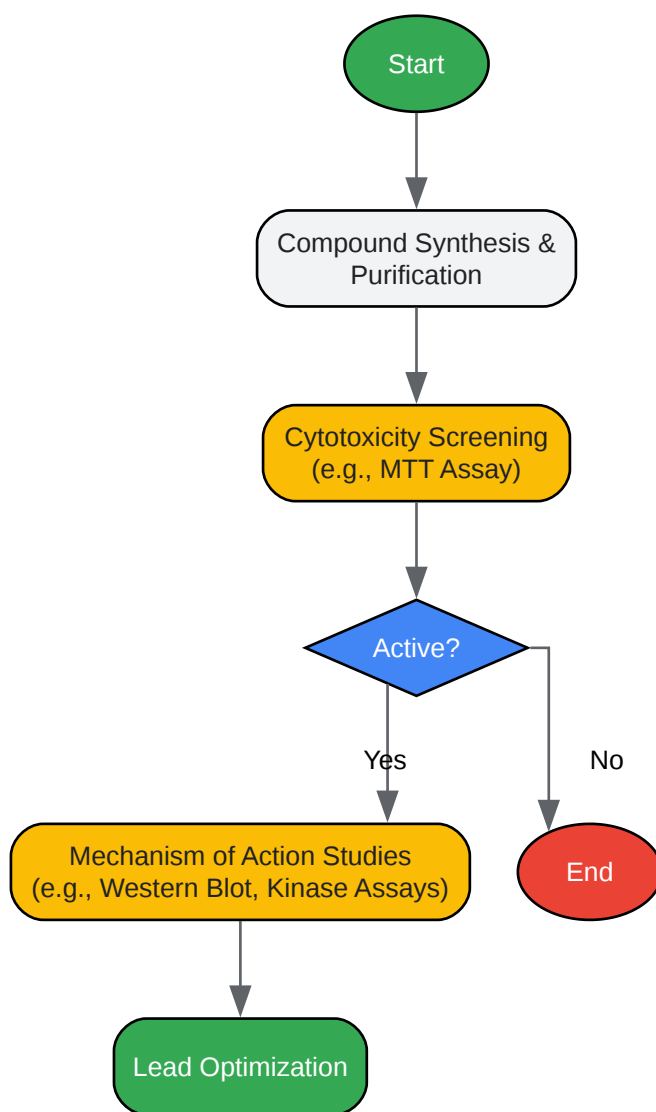 Start
Compound Synthesis &
Purification
Cytotoxicity Screening
(e.g., MTT Assay)
Active?
Yes
No
Mechanism of Action Studies
(e.g., Western Blot, Kinase Assays)
End
Lead Optimization